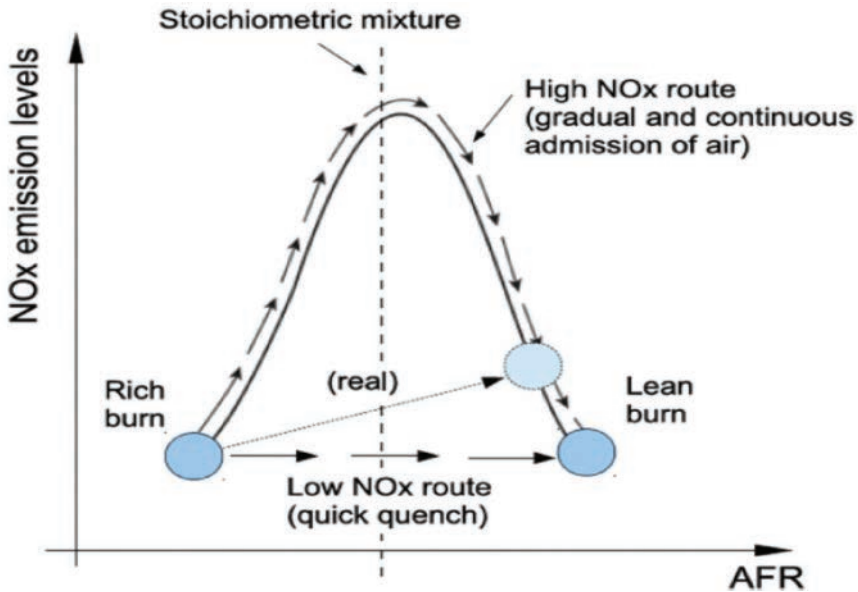 Stoichiometric mixture
NOx emission levels
High NOx route
(gradual and continuous
admission of air)
Rich
burn
(real)
Lean
burn
Low NOx route
(quick quench)
AFR